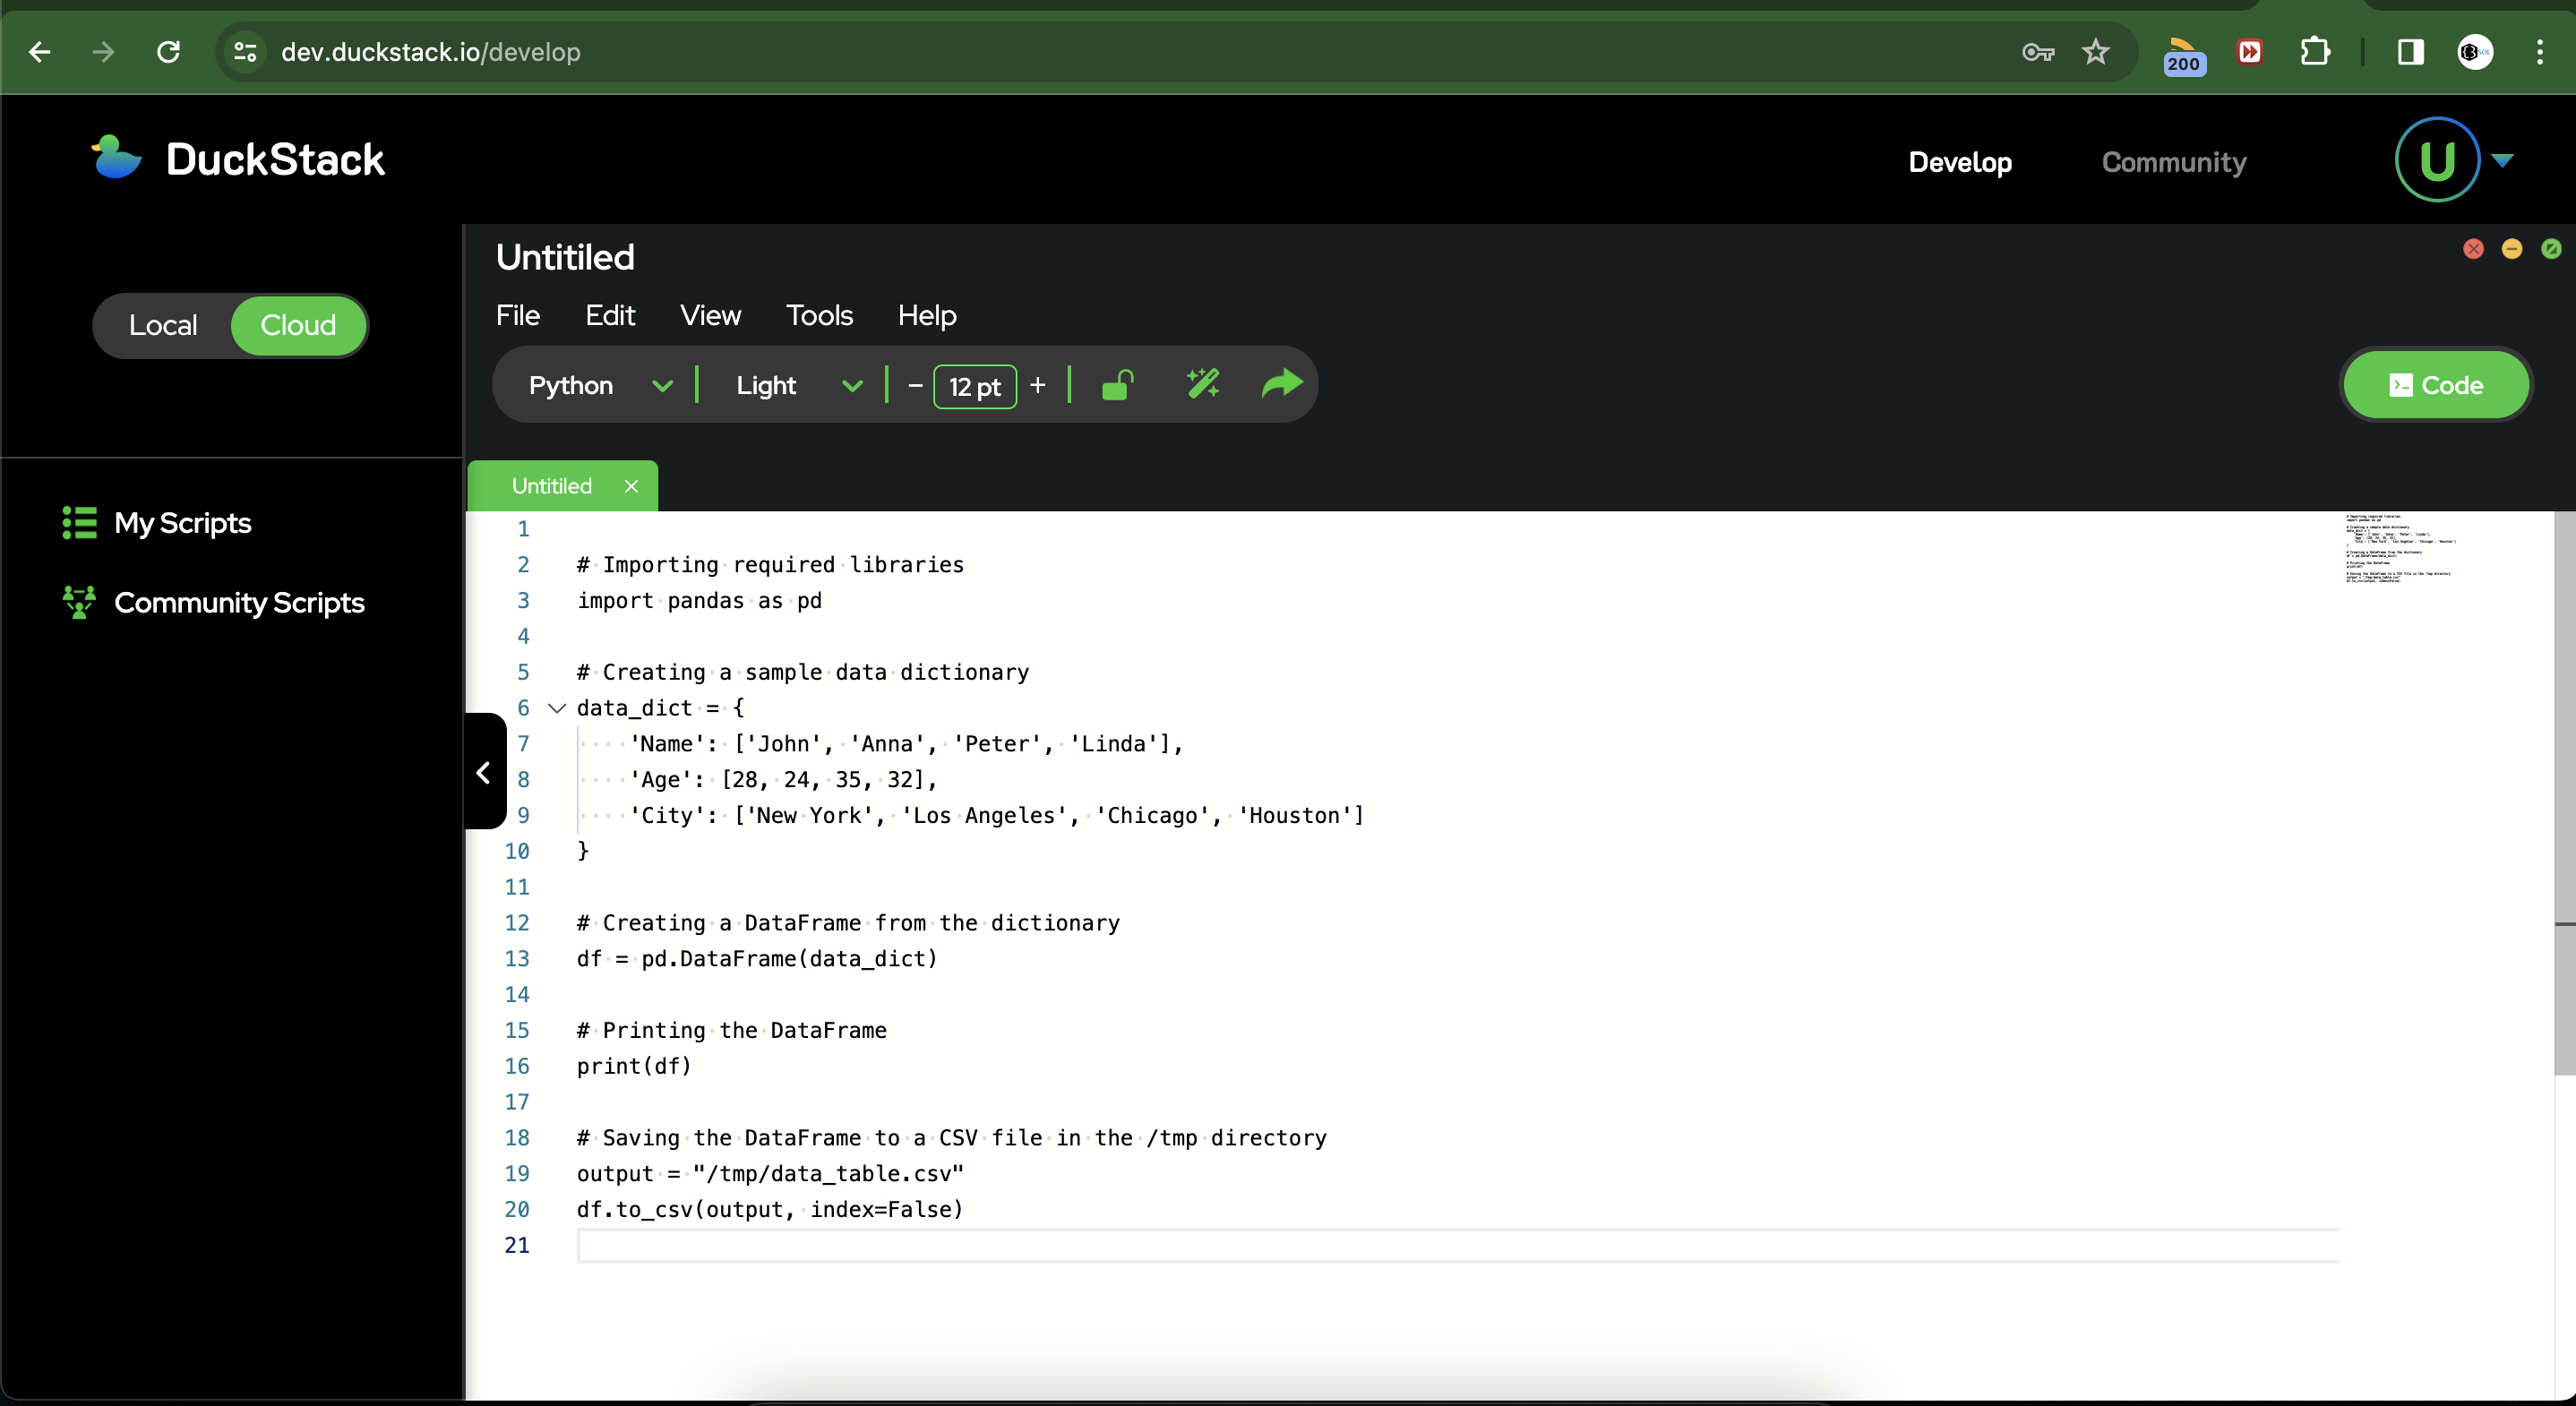 dev.duckstack.io/develop
200
DuckStack
Develop
Community
U
Local
Cloud
My Scripts
Community Scripts
Untitiled
File Edit View Tools Help
Python Light − 12 pt +
Code
Untitiled
1
2 # Importing required libraries
3 import pandas as pd
4
5 # Creating a sample data dictionary
6 data_dict = {
7     'Name': ['John', 'Anna', 'Peter', 'Linda'],
8     'Age': [28, 24, 35, 32],
9     'City': ['New York', 'Los Angeles', 'Chicago', 'Houston']
10 }
11
12 # Creating a DataFrame from the dictionary
13 df = pd.DataFrame(data_dict)
14
15 # Printing the DataFrame
16 print(df)
17
18 # Saving the DataFrame to a CSV file in the /tmp directory
19 output = "/tmp/data_table.csv"
20 df.to_csv(output, index=False)
21